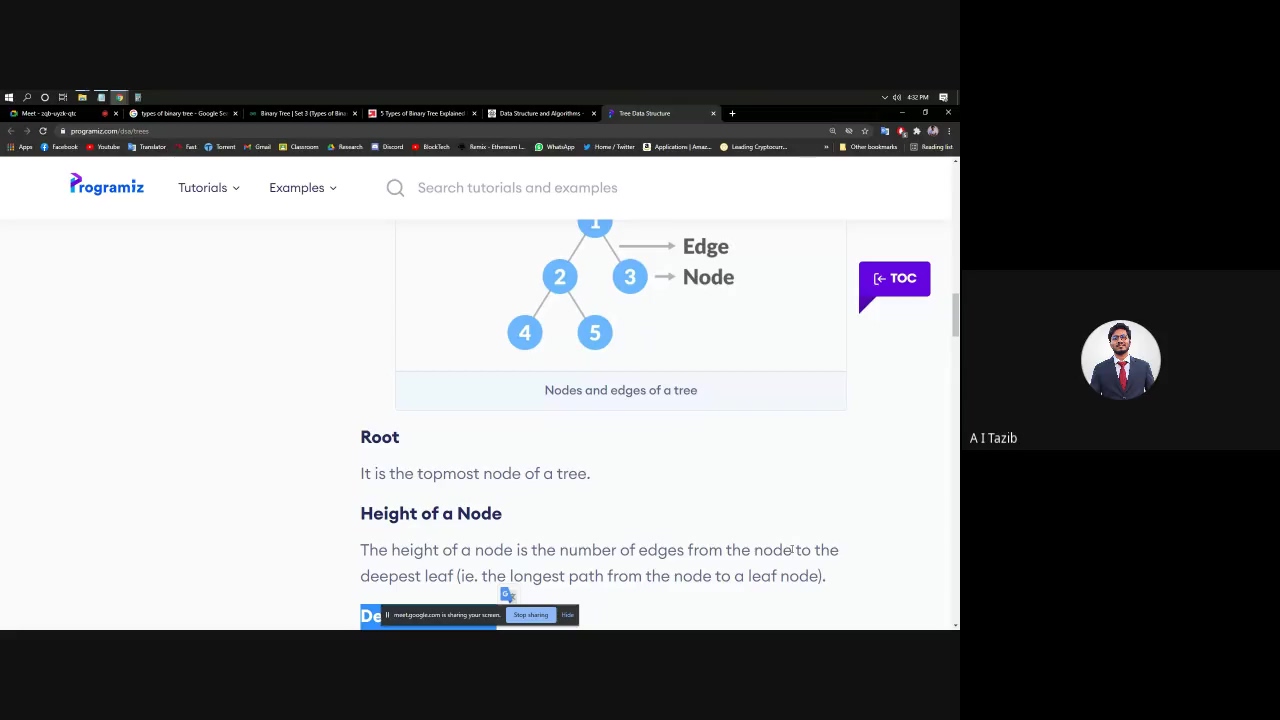 4:32 PM
Meet - zqb-uyzk-qtc
types of binary tree - Google Se
Binary Tree | Set 3 (Types of Bina
5 Types of Binary Tree Explained
Data Structure and Algorithms -
Tree Data Structure
programiz.com/dsa/trees
Apps
Facebook
Youtube
Translator
Fast
Torrent
Gmail
Classroom
Research
Discord
BlockTech
Remix - Ethereum I...
WhatsApp
Home / Twitter
Applications | Amaz...
Leading Cryptocurr...
»
Other bookmarks
Reading list
Programiz
Tutorials
Examples
Search tutorials and examples
1
Edge
2
3
Node
TOC
4
5
Nodes and edges of a tree
Root
It is the topmost node of a tree.
Height of a Node
The height of a node is the number of edges from the node to the
deepest leaf (ie. the longest path from the node to a leaf node).
De
meet.google.com is sharing your screen.
Stop sharing
Hide
A I Tazib